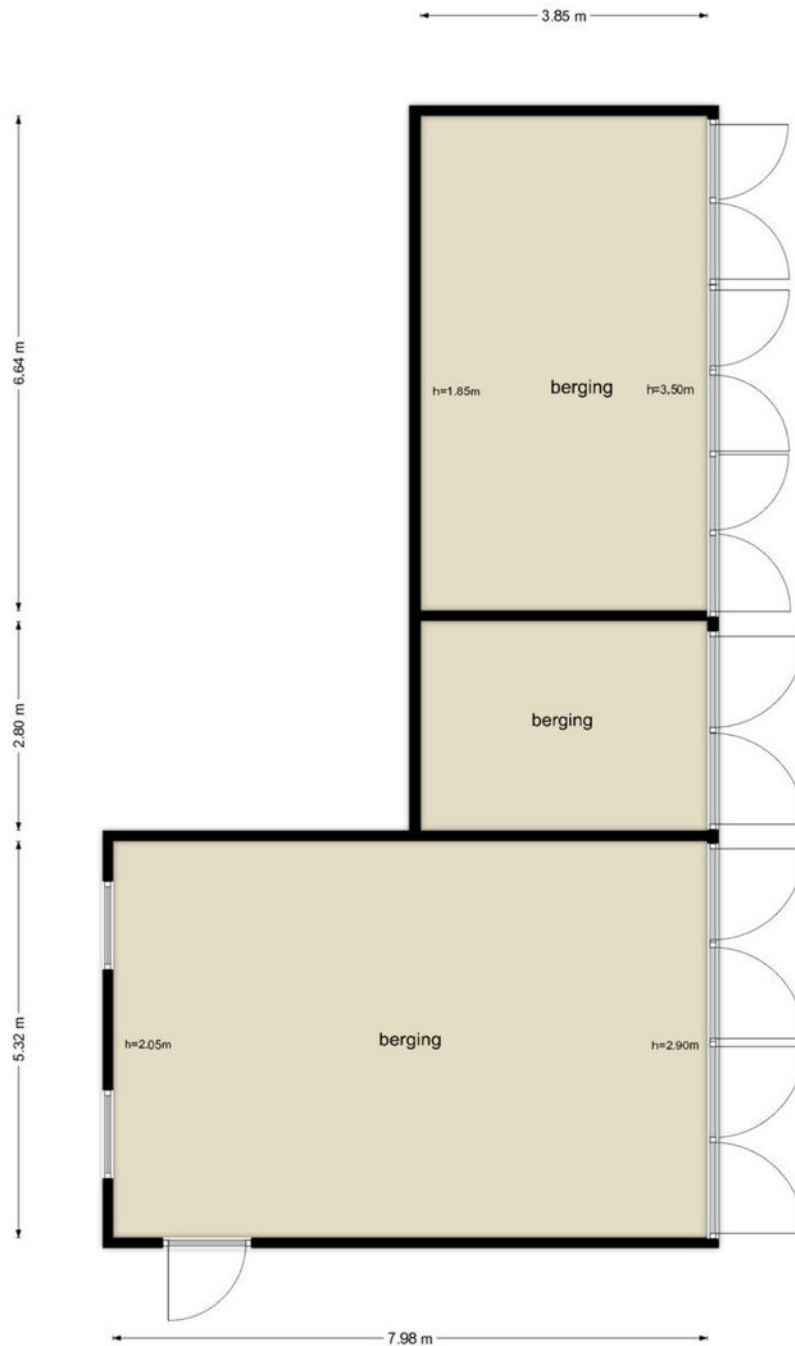 3.85 m
6.64 m
h=1.85m
berging
h=3.50m
2.80 m
berging
5.32 m
h=2.05m
berging
h=2.90m
7.98 m